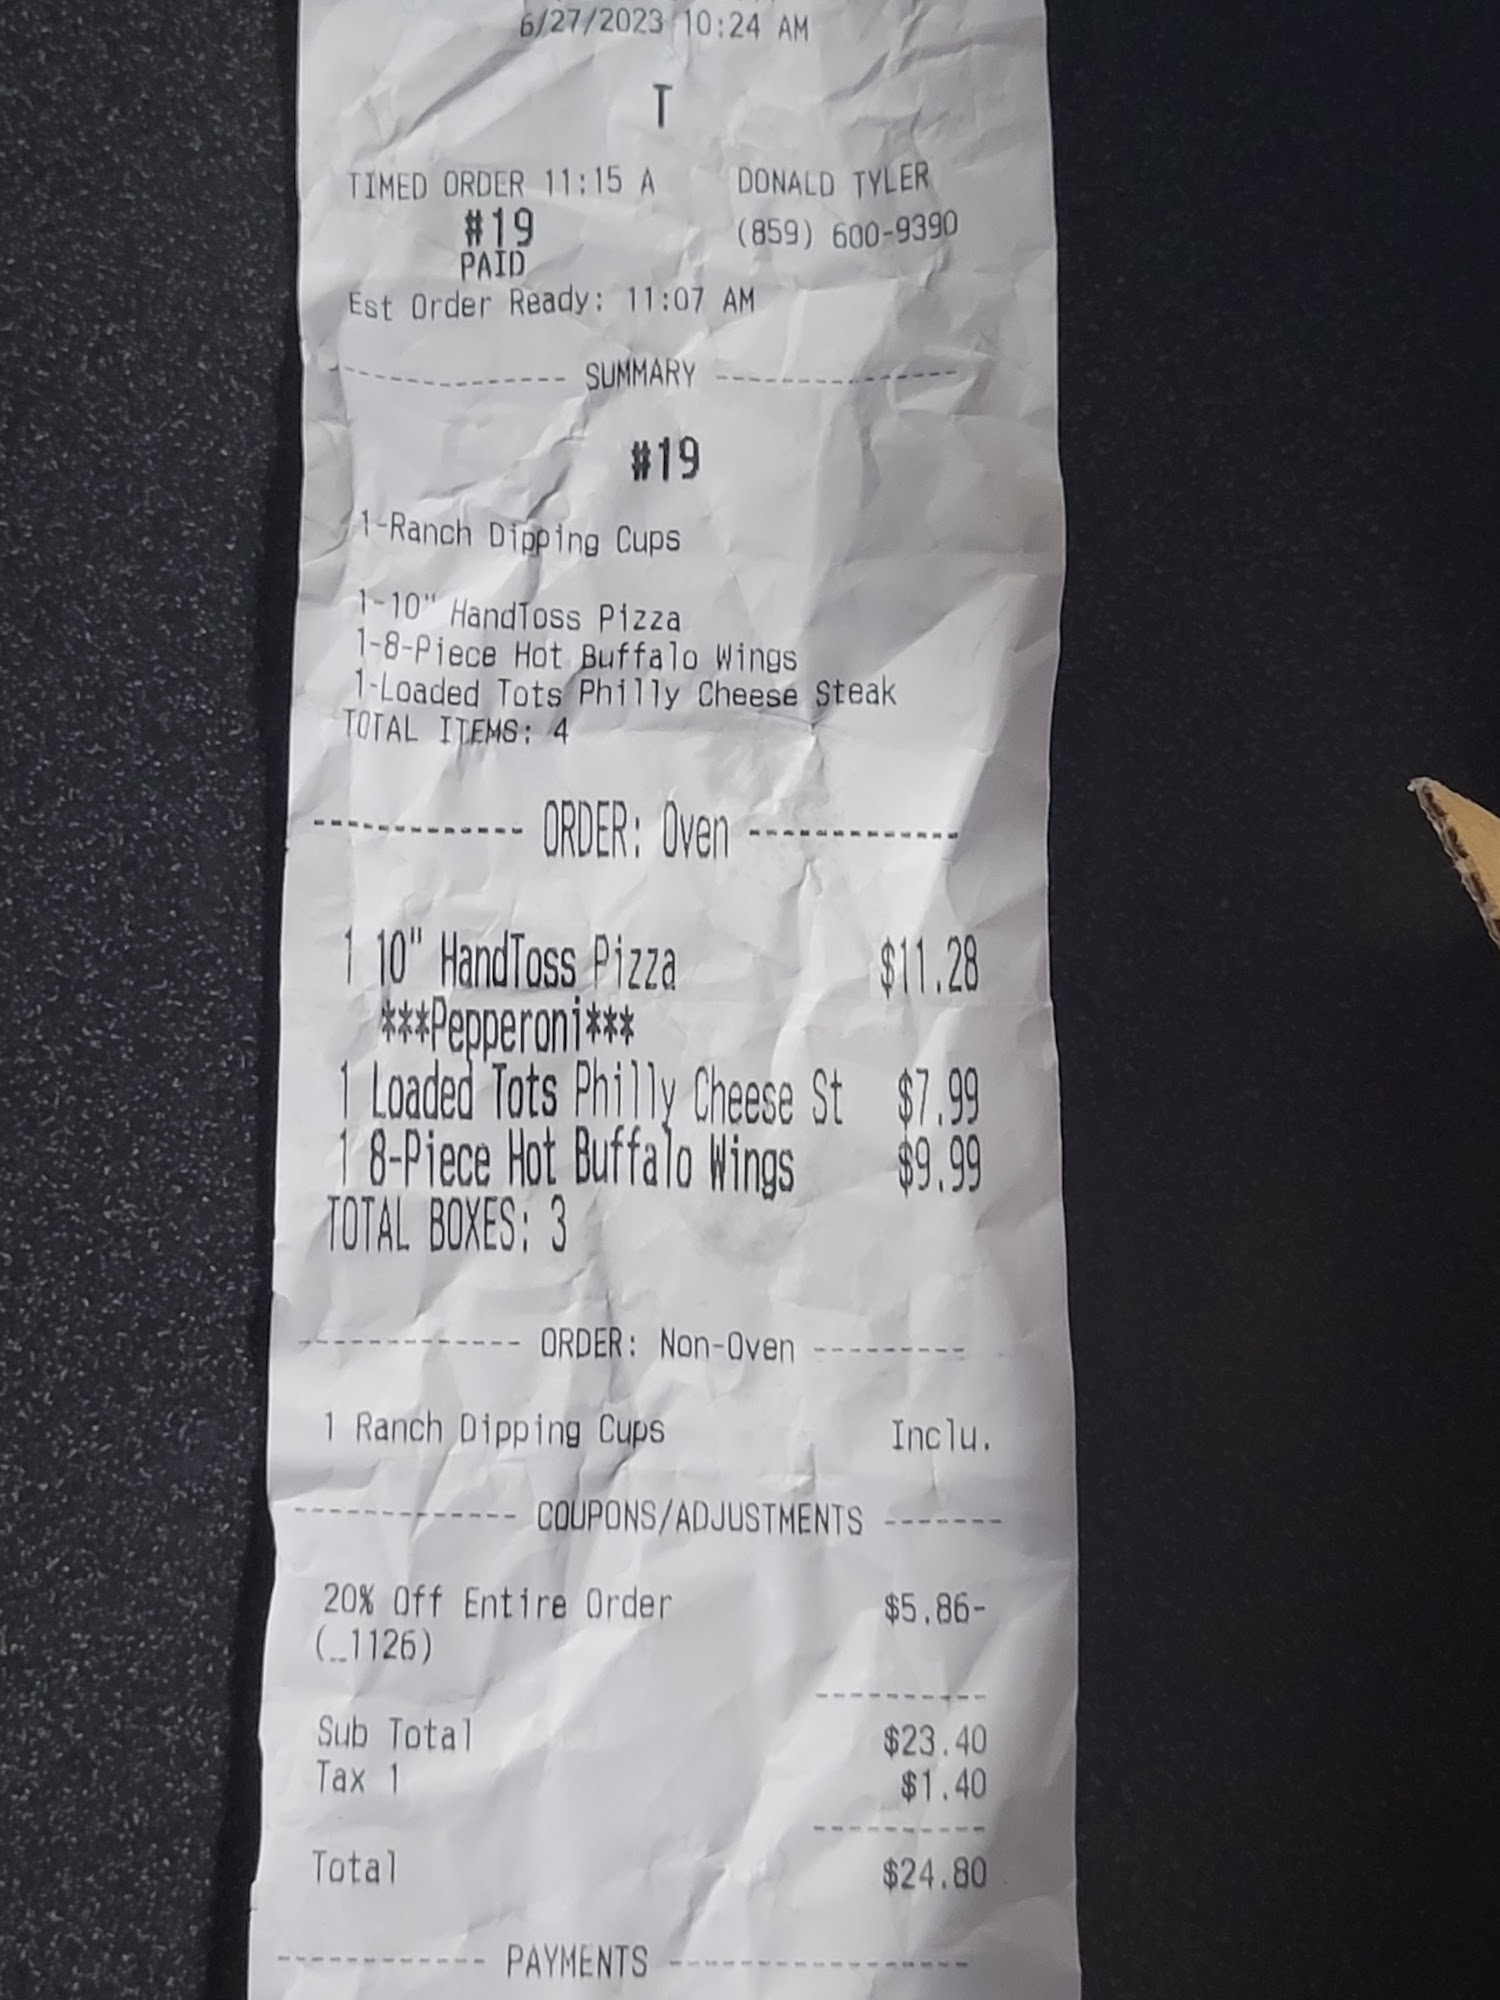 6/27/2023 10:24 AM
T
TIMED ORDER 11:15 A DONALD TYLER
#19 (859) 600-9390
PAID
Est Order Ready: 11:07 AM
------------- SUMMARY -------------
#19
1-Ranch Dipping Cups
1-10" HandToss Pizza
1-8-Piece Hot Buffalo Wings
1-Loaded Tots Philly Cheese Steak
TOTAL ITEMS: 4
------------- ORDER: Oven -------------
1 10" HandToss Pizza $11.28
***Pepperoni***
1 Loaded Tots Philly Cheese St $7.99
1 8-Piece Hot Buffalo Wings $9.99
TOTAL BOXES: 3
------------- ORDER: Non-Oven ---------
1 Ranch Dipping Cups Inclu.
------------- COUPONS/ADJUSTMENTS -------
20% Off Entire Order $5.86-
(_1126)
----------
Sub Total $23.40
Tax 1 $1.40
----------
Total $24.80
------------ PAYMENTS -----------------